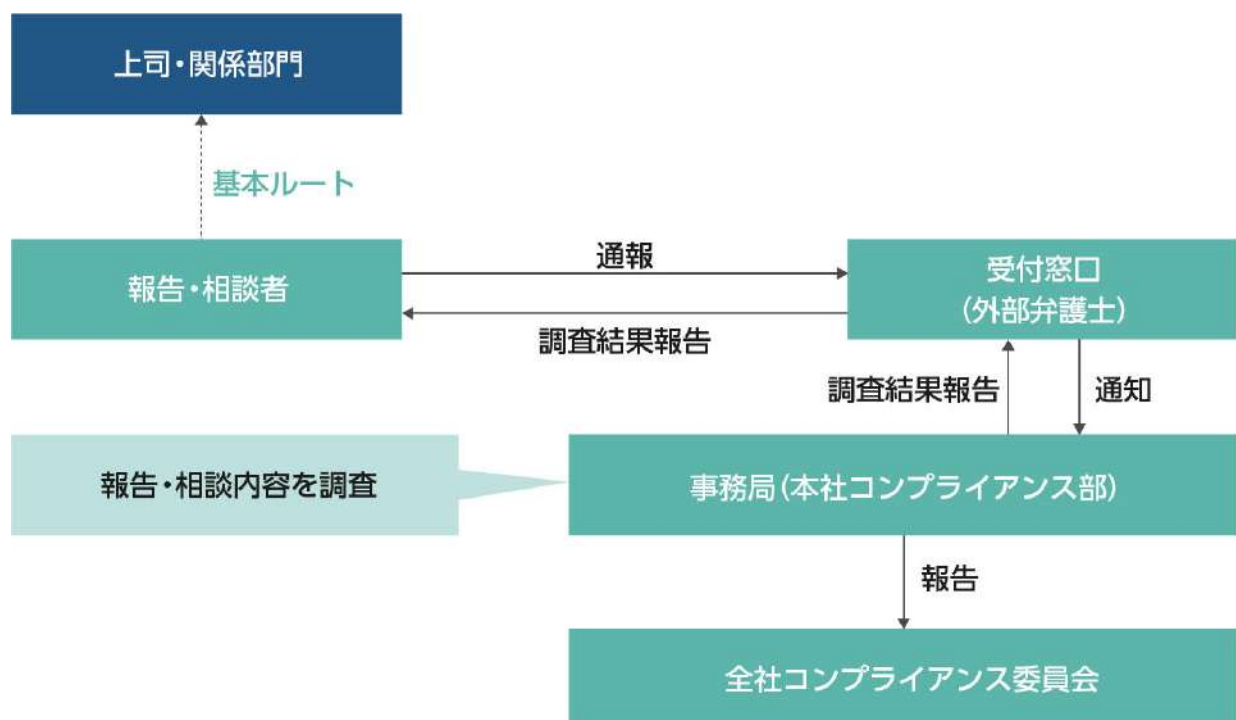 上司・関係部門
基本ルート
報告・相談者
通報
調査結果報告
受付窓口
(外部弁護士)
調査結果報告
通知
報告・相談内容を調査
事務局(本社コンプライアンス部)
報告
全社コンプライアンス委員会